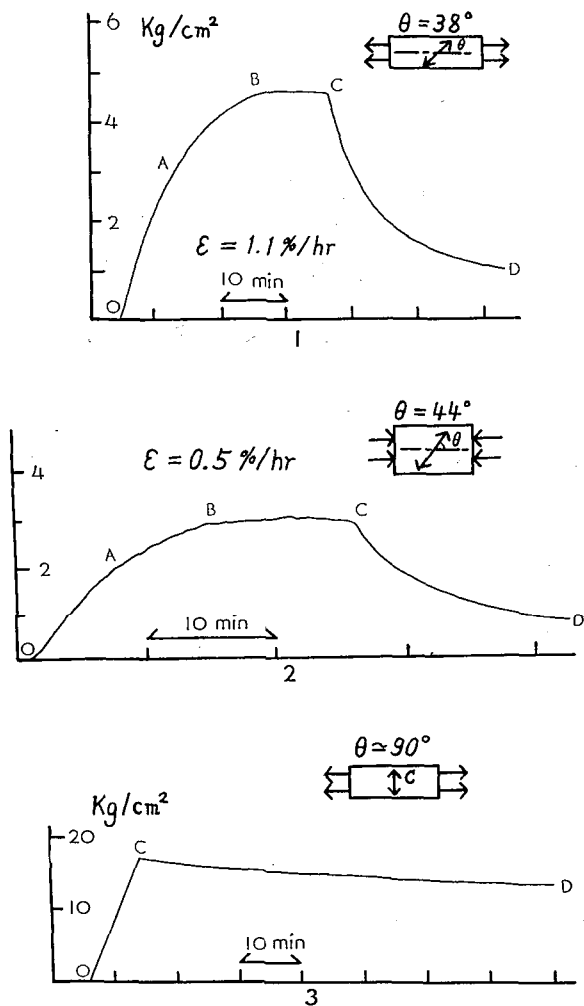 6
Kg/cm²
θ = 38°
θ
B
C
4
A
2
ε = 1.1 %/hr
10 min
D
O
1
θ = 44°
θ
4
ε = 0.5 %/hr
B
C
A
2
10 min
D
O
2
θ ≃ 90°
C
Kg/cm²
20
C
D
10
10 min
O
3